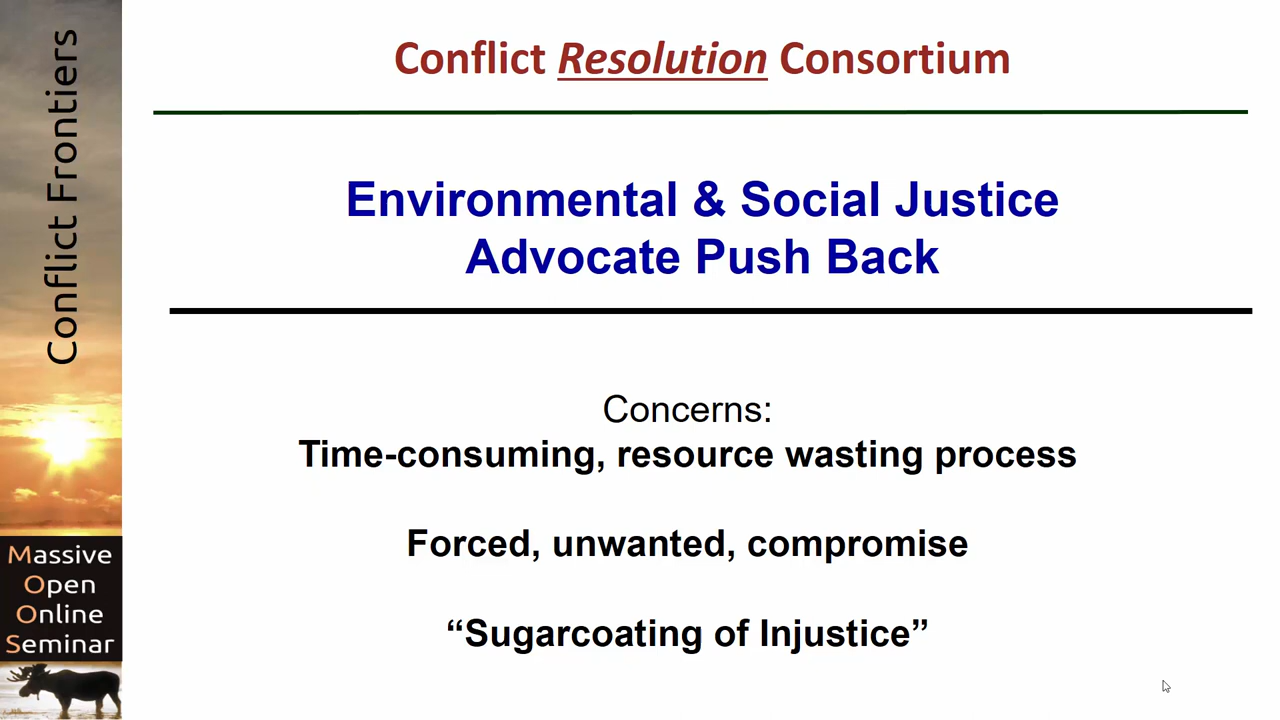 Conflict Frontiers
Massive
Open
Online
Seminar
Conflict Resolution Consortium
Environmental & Social Justice
Advocate Push Back
Concerns:
Time-consuming, resource wasting process
Forced, unwanted, compromise
“Sugarcoating of Injustice”